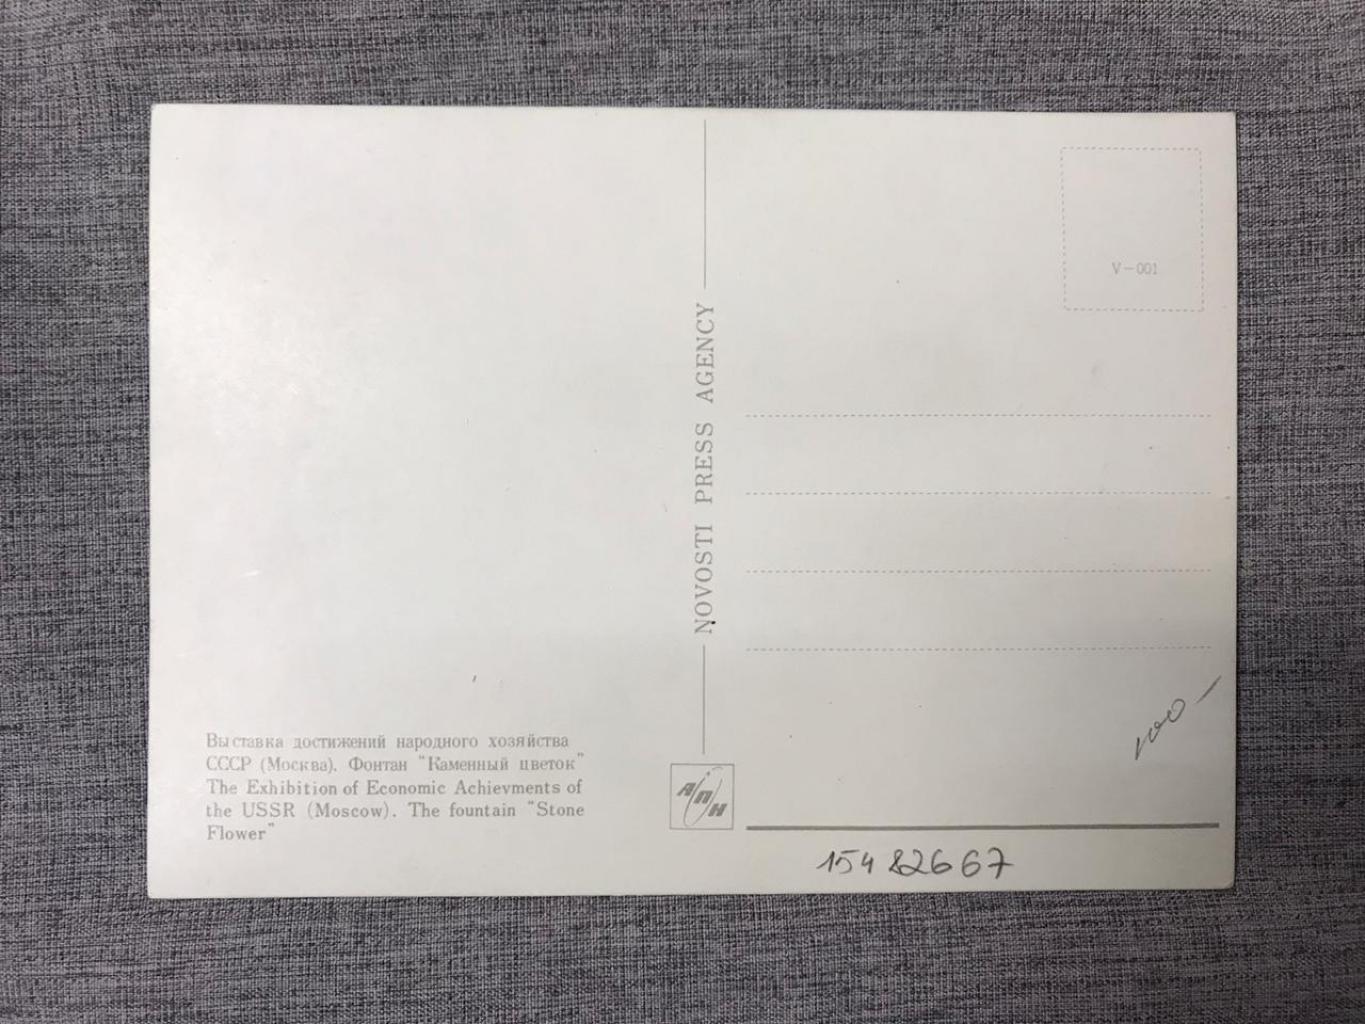 V-001
NOVOSTI PRESS AGENCY
Выставка достижений народного хозяйства
СССР (Москва). Фонтан "Каменный цветок"
The Exhibition of Economic Achievments of
the USSR (Moscow). The fountain "Stone
Flower"
АПН
15482667